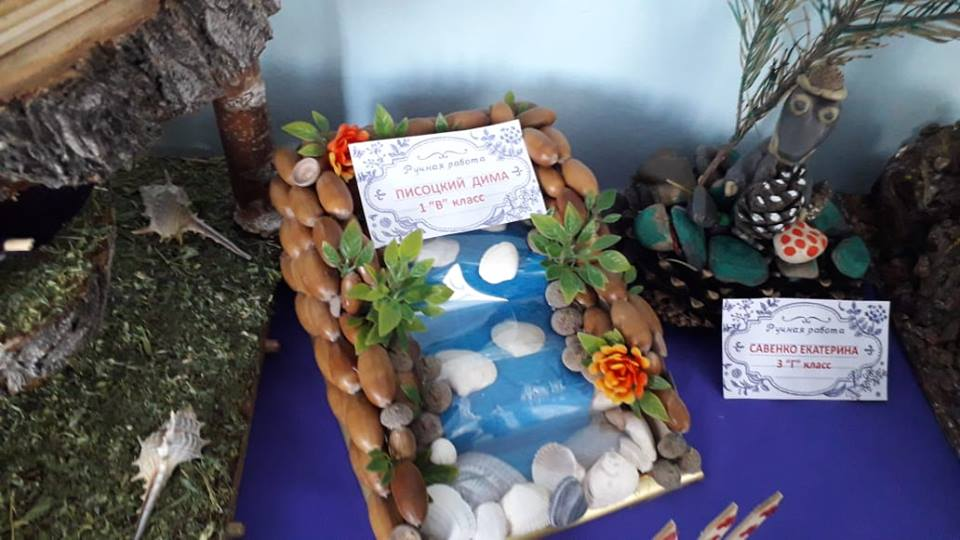 Ручная работа
ПИСОЦКИЙ ДИМА
1 "В" класс
Ручная работа
САВЕНКО ЕКАТЕРИНА
3 "Г" класс